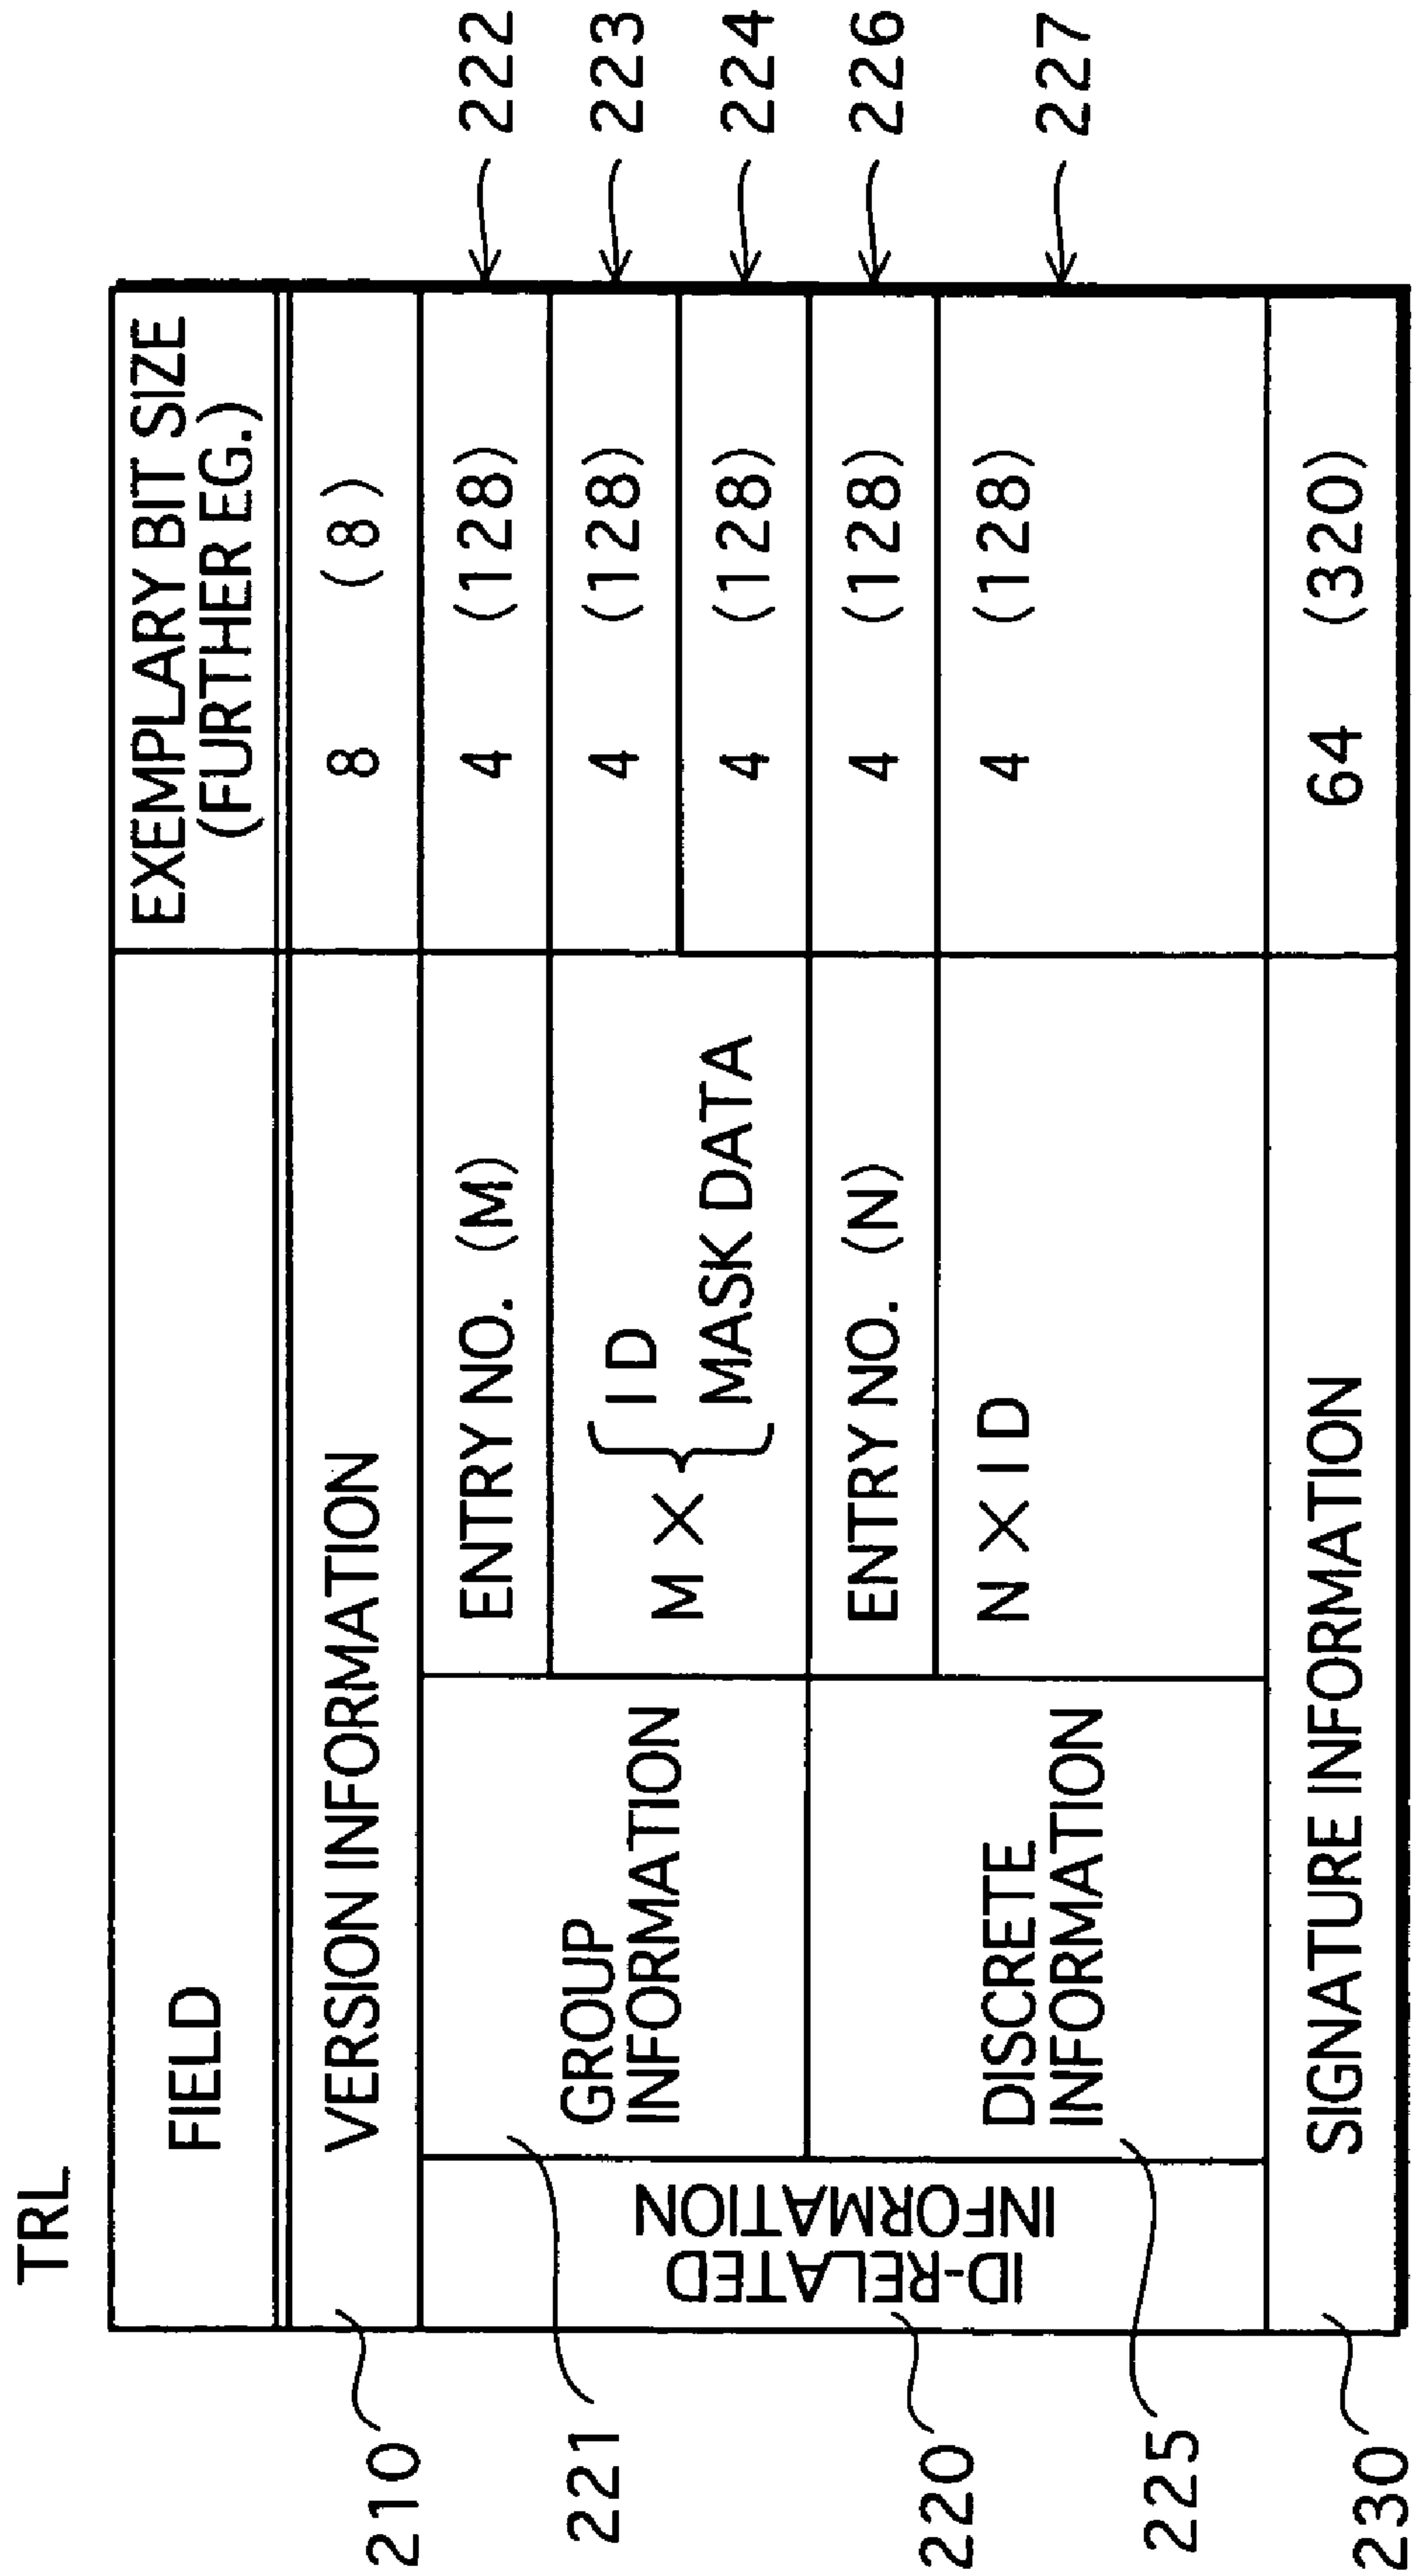 TRL
FIELD
EXEMPLARY BIT SIZE
(FURTHER EG.)
210
VERSION INFORMATION
8 (8)
220
ID-RELATED
INFORMATION
221
GROUP
INFORMATION
ENTRY NO. (M)
4 (128)
222
M × { ID
4 (128)
223
MASK DATA
4 (128)
224
225
DISCRETE
INFORMATION
ENTRY NO. (N)
4 (128)
226
N × ID
4 (128)
227
230
SIGNATURE INFORMATION
64 (320)